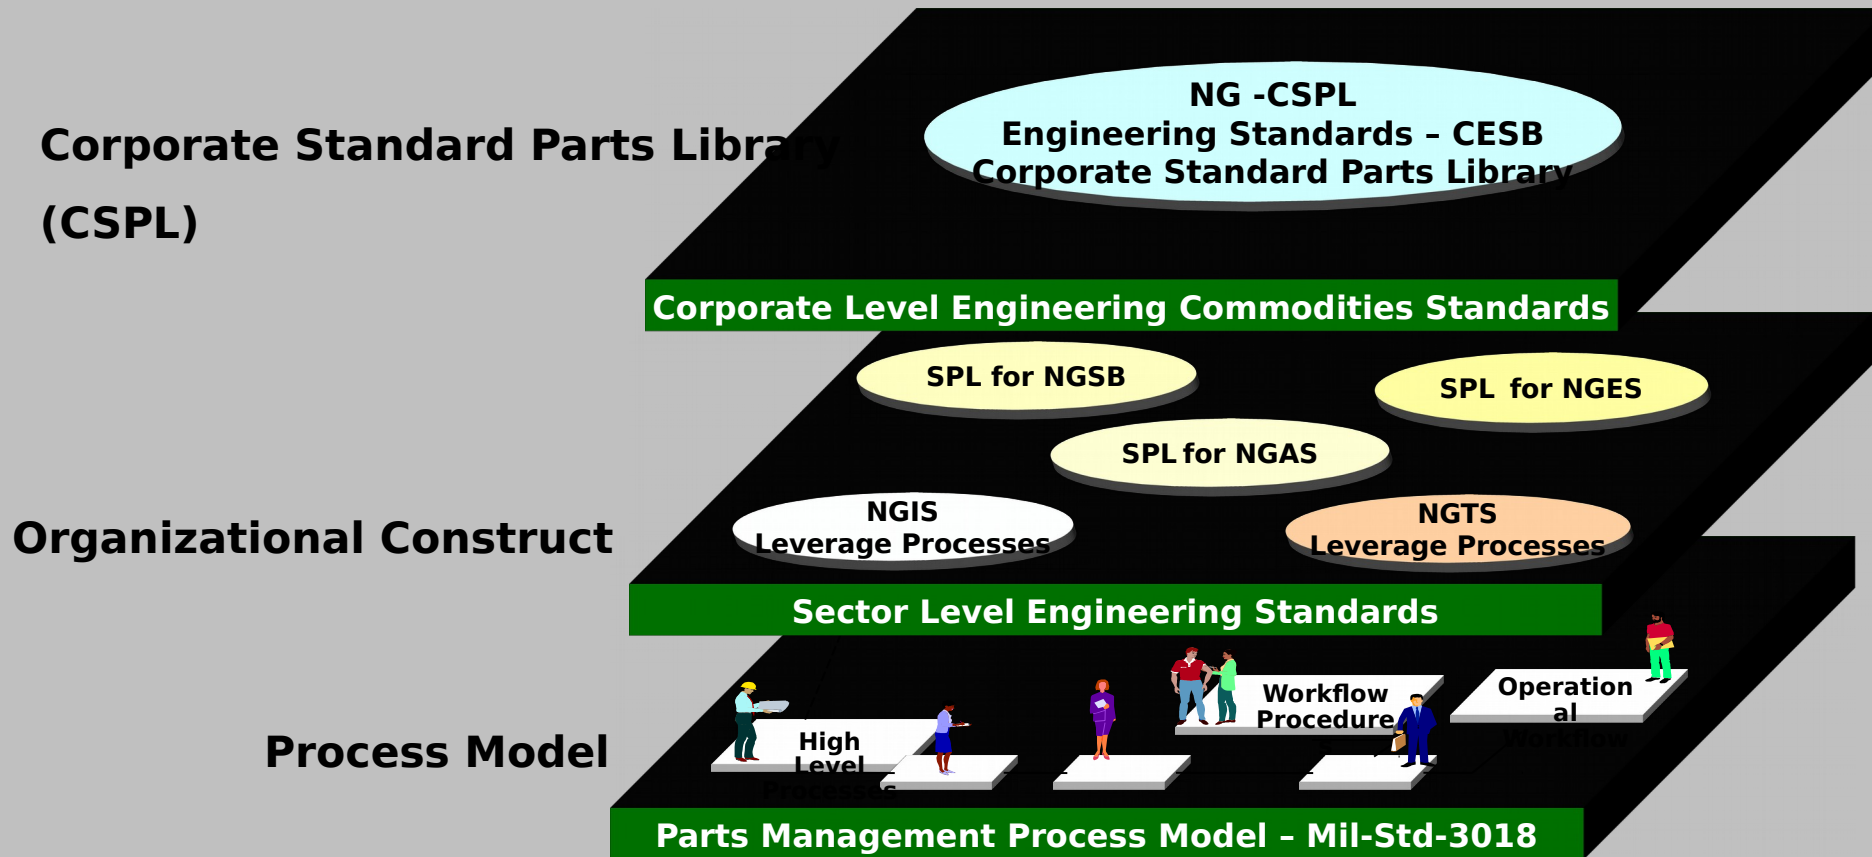 Corporate Standard Parts Library
(CSPL)
NG -CSPL
Engineering Standards – CESB
Corporate Standard Parts Library
Corporate Level Engineering Commodities Standards
SPL for NGSB
SPL for NGES
SPL for NGAS
Organizational Construct
NGIS
Leverage Processes
NGTS
Leverage Processes
Sector Level Engineering Standards
Process Model
High
Level
Processes
Workflow
Procedure
s
Operation
al
Workflow
Parts Management Process Model – Mil-Std-3018